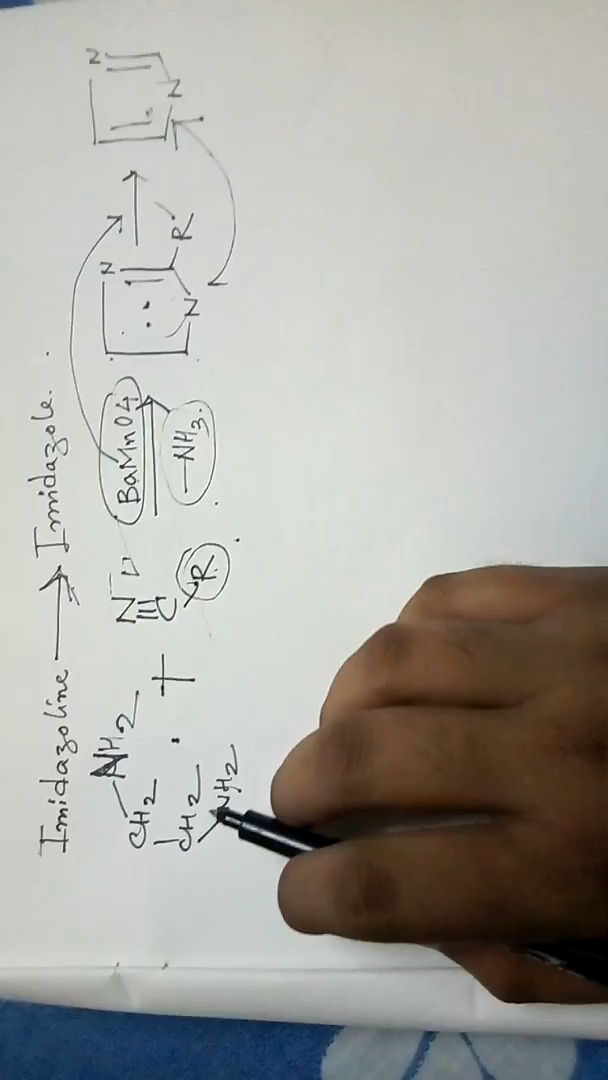 Imidazoline → Imidazole.
CH2 NH2
CH2 NH2
+
N≡C R
BaMnO4
-NH3.
N N R
→
N N